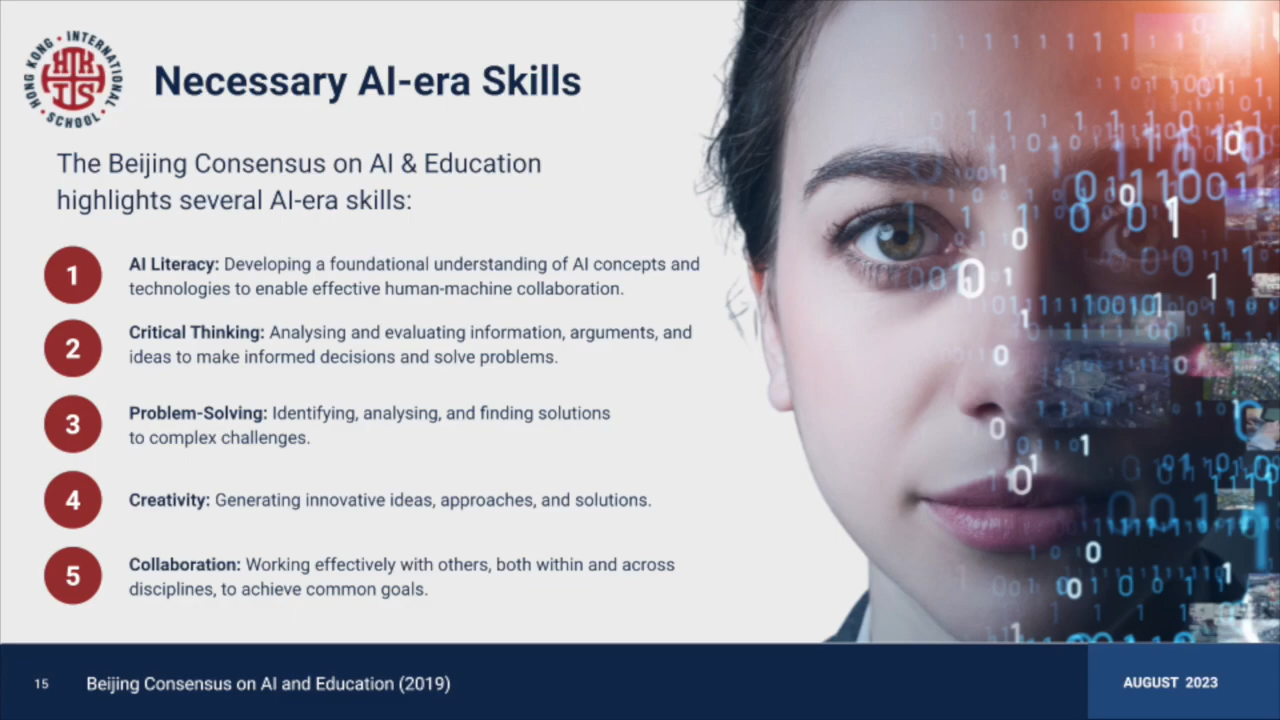 HONG KONG • INTERNATIONAL • SCHOOL •
HKIS
Necessary AI-era Skills
The Beijing Consensus on AI & Education
highlights several AI-era skills:
1
AI Literacy: Developing a foundational understanding of AI concepts and
technologies to enable effective human-machine collaboration.
2
Critical Thinking: Analysing and evaluating information, arguments, and
ideas to make informed decisions and solve problems.
3
Problem-Solving: Identifying, analysing, and finding solutions
to complex challenges.
4
Creativity: Generating innovative ideas, approaches, and solutions.
5
Collaboration: Working effectively with others, both within and across
disciplines, to achieve common goals.
15
Beijing Consensus on AI and Education (2019)
AUGUST 2023